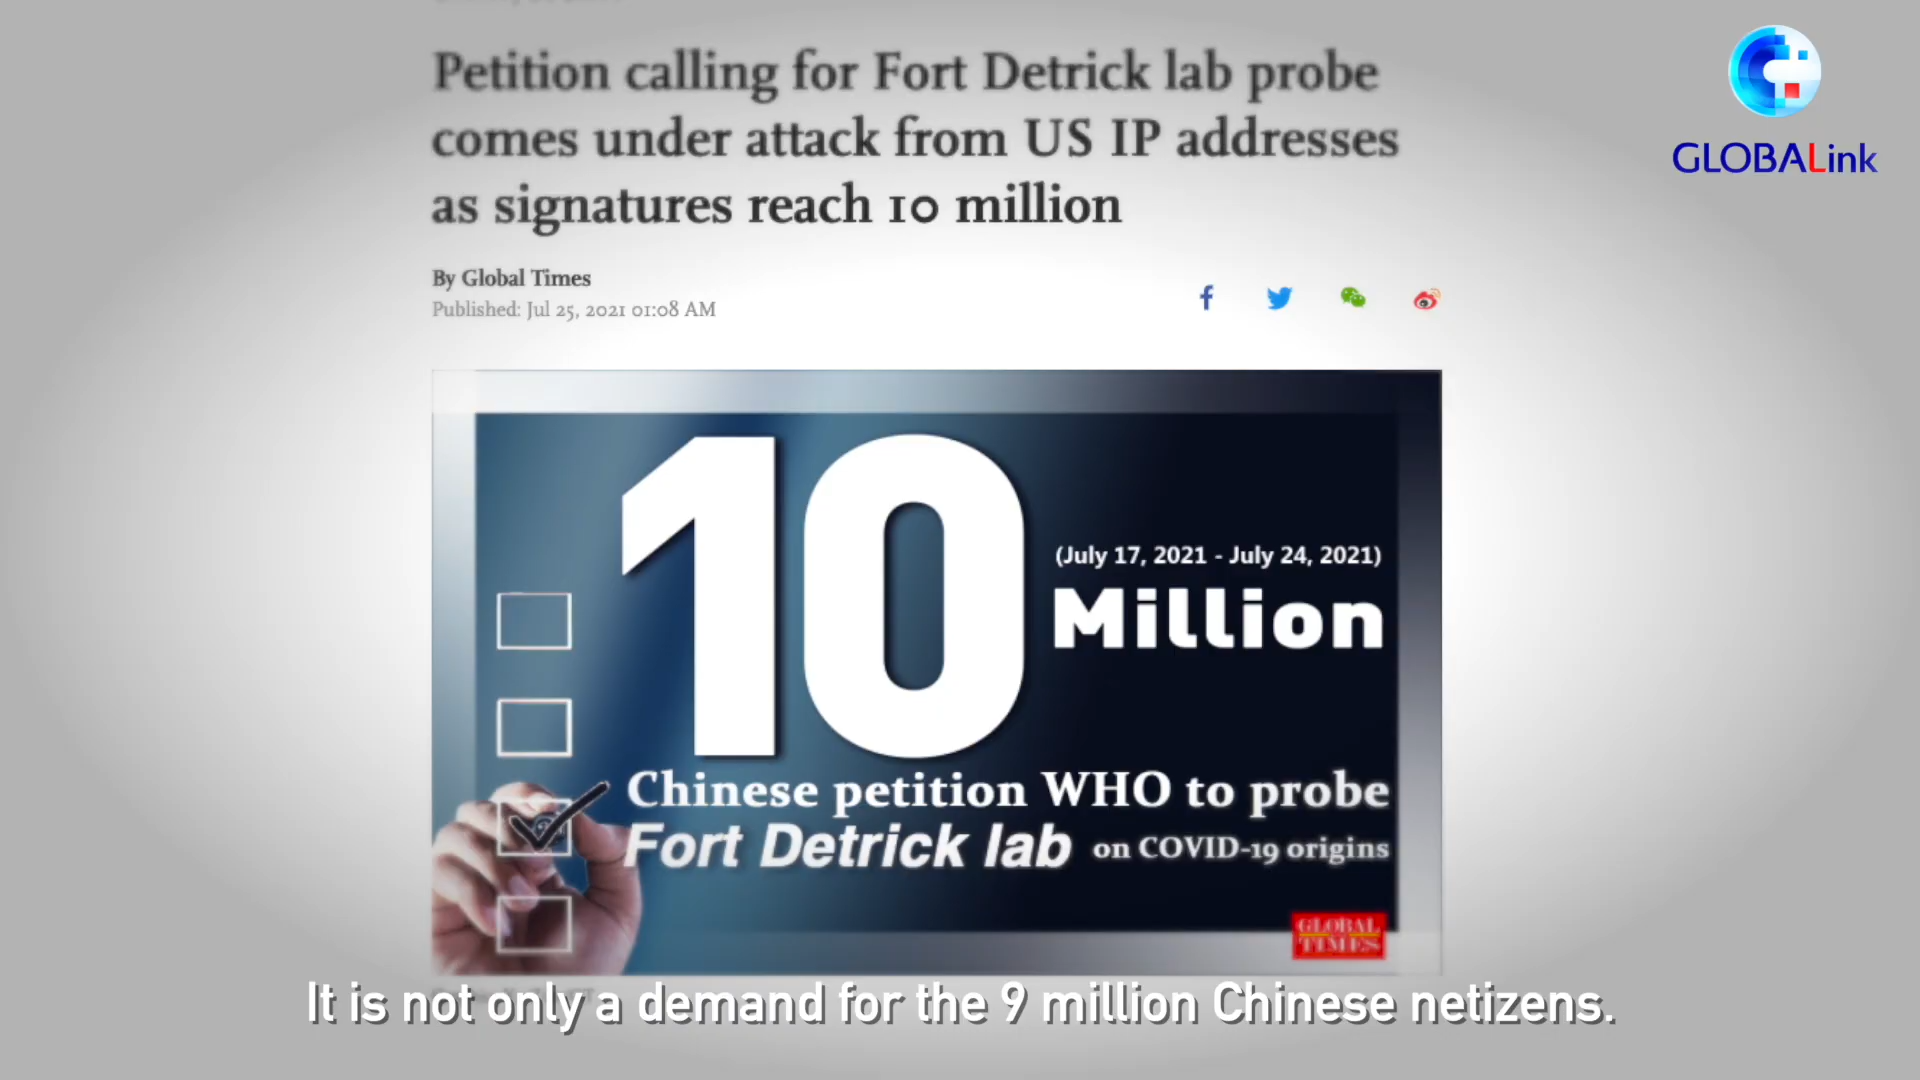 Petition calling for Fort Detrick lab probe
comes under attack from US IP addresses
as signatures reach 10 million
GLOBALink
By Global Times
Published: Jul 25, 2021 01:08 AM
10
(July 17, 2021 - July 24, 2021)
Million
Chinese petition WHO to probe
Fort Detrick lab on COVID-19 origins
GLOBAL
TIMES
It is not only a demand for the 9 million Chinese netizens.